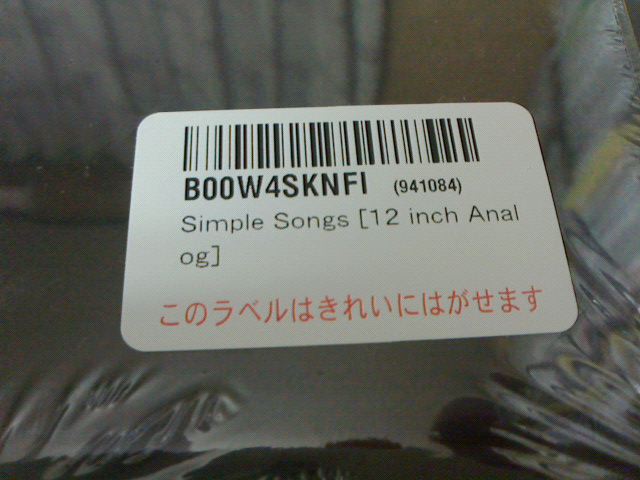 B00W4SKNFI (941084)
Simple Songs [12 inch Anal
og]
このラベルはきれいにはがせます